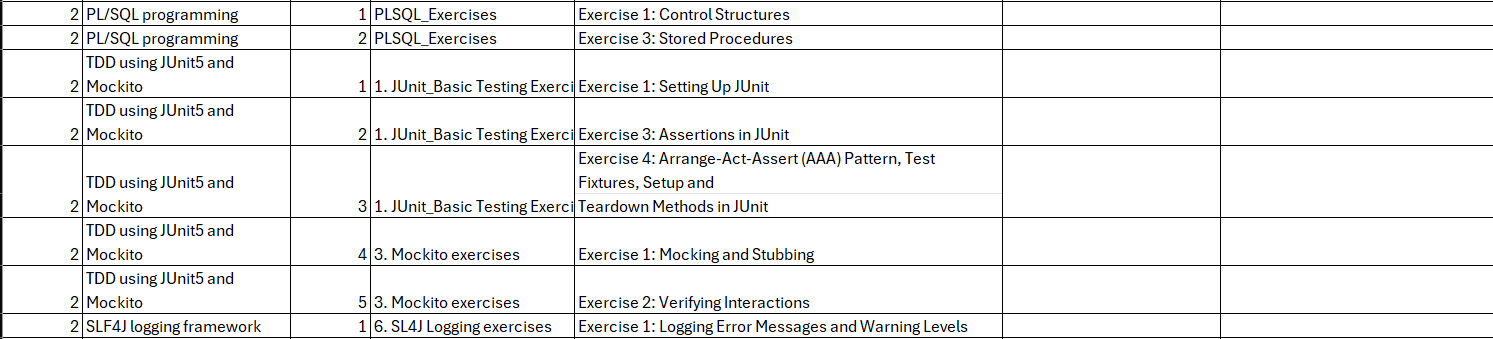 2 PL/SQL programming 1 PLSQL_Exercises Exercise 1: Control Structures
2 PL/SQL programming 2 PLSQL_Exercises Exercise 3: Stored Procedures
TDD using JUnit5 and
2 Mockito 1 1. JUnit_Basic Testing Exerci Exercise 1: Setting Up JUnit
TDD using JUnit5 and
2 Mockito 2 1. JUnit_Basic Testing Exerci Exercise 3: Assertions in JUnit
Exercise 4: Arrange-Act-Assert (AAA) Pattern, Test
TDD using JUnit5 and Fixtures, Setup and
2 Mockito 3 1. JUnit_Basic Testing Exerci Teardown Methods in JUnit
TDD using JUnit5 and
2 Mockito 4 3. Mockito exercises Exercise 1: Mocking and Stubbing
TDD using JUnit5 and
2 Mockito 5 3. Mockito exercises Exercise 2: Verifying Interactions
2 SLF4J logging framework 1 6. SL4J Logging exercises Exercise 1: Logging Error Messages and Warning Levels